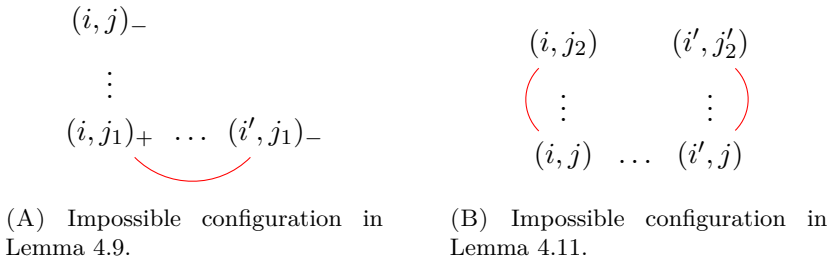 (i, j)₋
⋮
(i, j₁)₊ … (i′, j₁)₋
(A) Impossible configuration in
Lemma 4.9.
(i, j₂) (i′, j′₂)
⋮ ⋮
(i, j) … (i′, j)
(B) Impossible configuration in
Lemma 4.11.